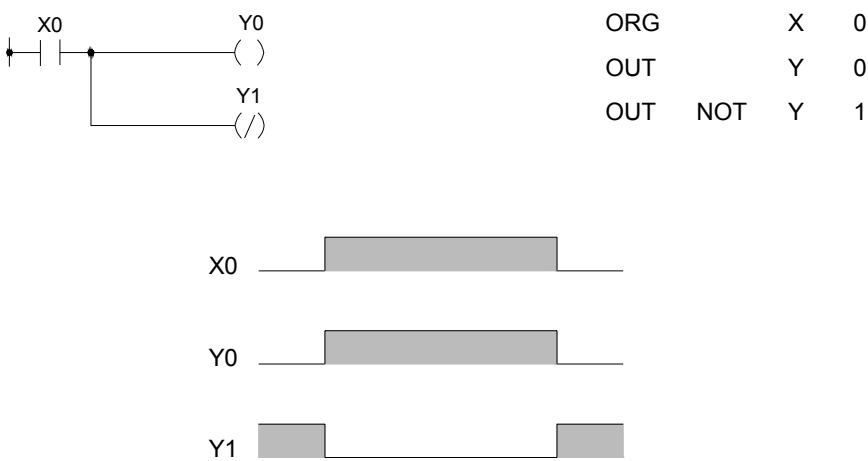 X0 Y0
Y1
ORG X 0
OUT Y 0
OUT NOT Y 1
X0
Y0
Y1